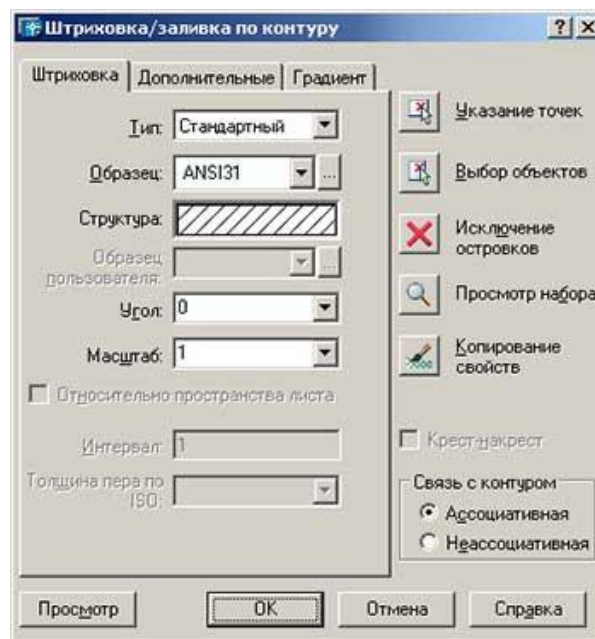 Штриховка/заливка по контуру
Штриховка
Дополнительные
Градиент
Тип: Стандартный
Образец: ANSI31 ...
Структура:
Образец
пользователя: ...
Угол: 0
Масштаб: 1
Относительно пространства листа
Интервал: 1
Толщина пера по
ISO:
Указание точек
Выбор объектов
Исключение
островков
Просмотр набора
Копирование
свойств
Крест-накрест
Связь с контуром
Ассоциативная
Неассоциативная
Просмотр
OK
Отмена
Справка